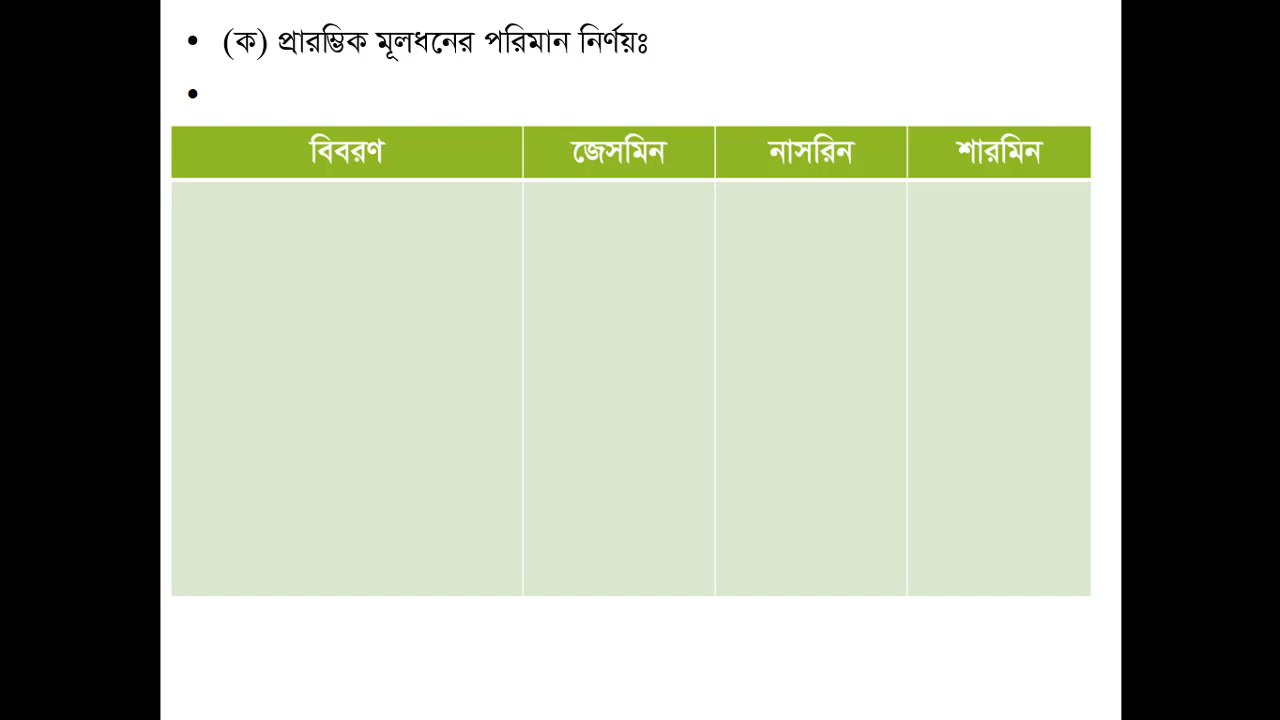 • (ক) প্রারম্ভিক মূলধনের পরিমান নির্ণয়ঃ
•
বিবরণ জেসমিন নাসরিন শারমিন